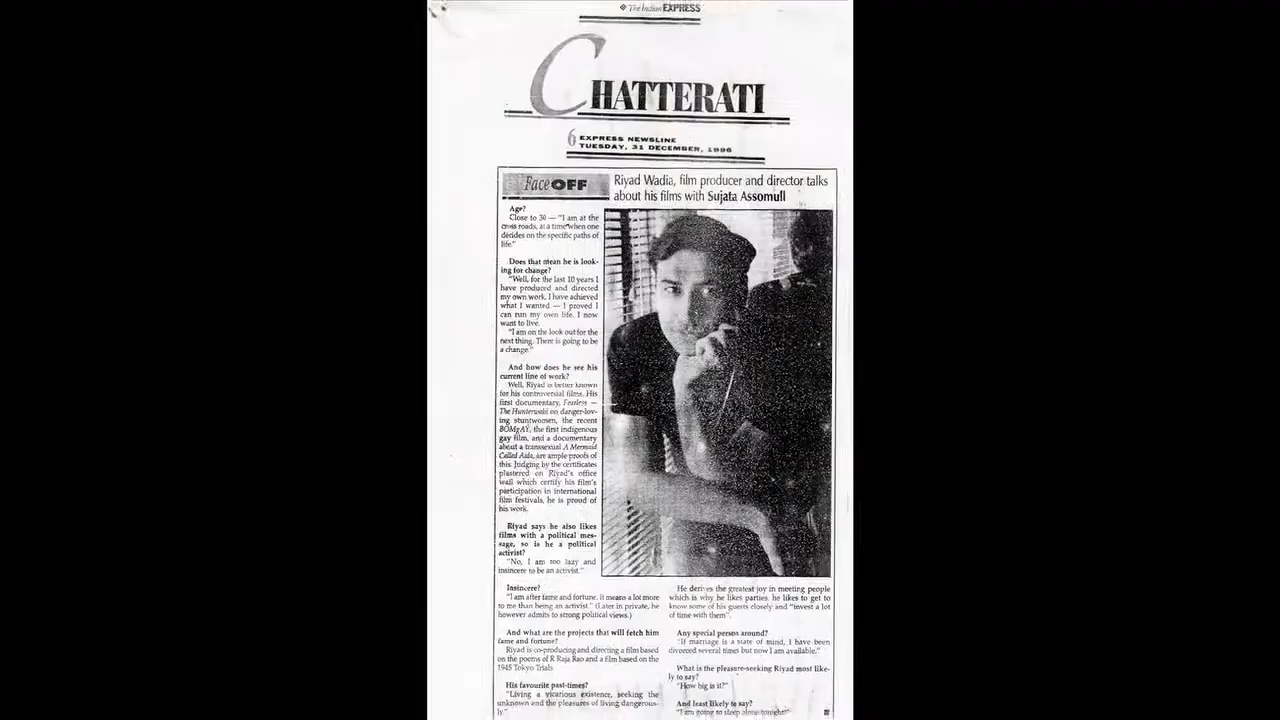 The Indian EXPRESS
CHATTERATI
6 EXPRESS NEWSLINE
TUESDAY, 31 DECEMBER, 1996
Face OFF
Riyad Wadia, film producer and director talks
about his films with Sujata Assomull
Age?
Close to 30 — "I am at the
cross roads, at a time when one
decides on the specific paths of
life."
Does that mean he is look-
ing for change?
"Well, for the last 10 years I
have produced and directed
my own work. I have achieved
what I wanted — I proved I
can run my own life. I now
want to live.
"I am on the look out for the
next thing. There is going to be
a change."
And how does he see his
current line of work?
Well, Riyad is better known
for his controversial films. His
first documentary, Fearless —
The Hunterwali on danger-lov-
ing stuntwomen, the recent
BOMgAY, the first indigenous
gay film, and a documentary
about a transsexual A Mermaid
Called Aida, are ample proofs of
this. Judging by the certificates
plastered on Riyad's office
wall which certify his film's
participation in international
film festivals, he is proud of
his work.
Riyad says he also likes
films with a political mes-
sage, so is he a political
activist?
"No, I am too lazy and
insincere to be an activist."
Insincere?
"I am after fame and fortune. It means a lot more
to me than being an activist." (Later in private, he
however admits to strong political views.)
And what are the projects that will fetch him
fame and fortune?
Riyad is co-producing and directing a film based
on the poems of R Raja Rao and a film based on the
1945 Tokyo Trials
His favourite past-times?
"Living a vicarious existence, seeking the
unknown and the pleasures of living dangerous-
ly."
He derives the greatest joy in meeting people
which is why he likes parties. he likes to get to
know some of his guests closely and "invest a lot
of time with them".
Any special person around?
"If marriage is a state of mind, I have been
divorced several times but now I am available."
What is the pleasure-seeking Riyad most like-
ly to say?
"How big is it?"
And least likely to say?
"I am going to sleep alone tonight"